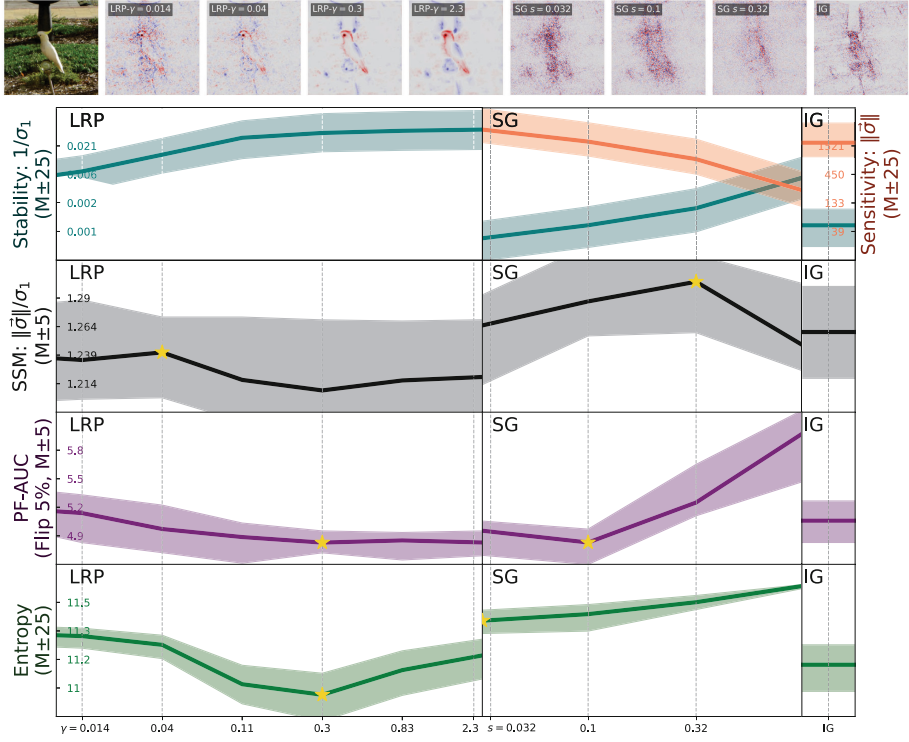 LRP-γ = 0.014
LRP-γ = 0.04
LRP-γ = 0.3
LRP-γ = 2.3
SG s = 0.032
SG s = 0.1
SG s = 0.32
IG
LRP
SG
IG
Stability: 1/σ₁
(M±25)
0.021
0.006
0.002
0.001
1521
450
133
39
Sensitivity: ‖σ⃗‖
(M±25)
LRP
SG
IG
SSM: ‖σ⃗‖/σ₁
(M±5)
1.29
1.264
1.239
1.214
LRP
SG
IG
PF-AUC
(Flip 5%, M±5)
5.8
5.5
5.2
4.9
LRP
SG
IG
Entropy
(M±25)
11.5
11.3
11.2
11
γ = 0.014
0.04
0.11
0.3
0.83
2.3
s = 0.032
0.1
0.32
IG